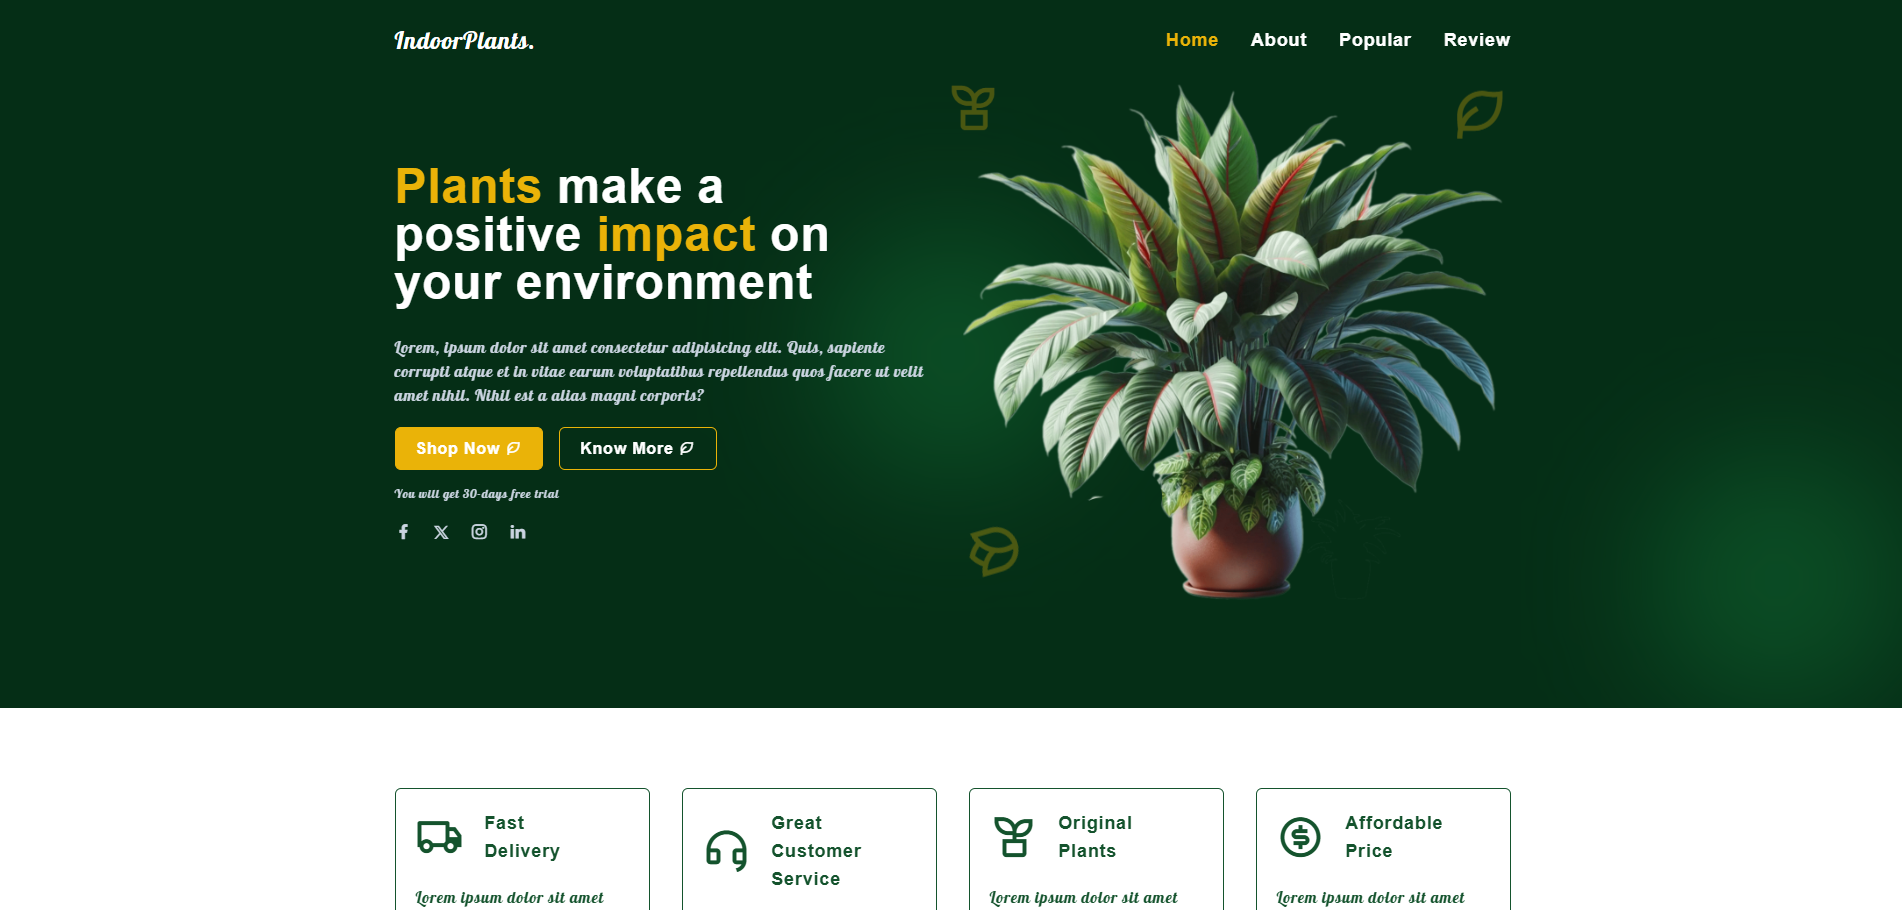 IndoorPlants.
Home About Popular Review
Plants make a
positive impact on
your environment
Lorem, ipsum dolor sit amet consectetur adipisicing elit. Quis, sapiente
corrupti atque et in vitae earum voluptatibus repellendus quos facere ut velit
amet nihil. Nihil est a alias magni corporis?
Shop Now
Know More
You will get 30-days free trial
Fast
Delivery
Lorem ipsum dolor sit amet
Great
Customer
Service
Original
Plants
Lorem ipsum dolor sit amet
Affordable
Price
Lorem ipsum dolor sit amet